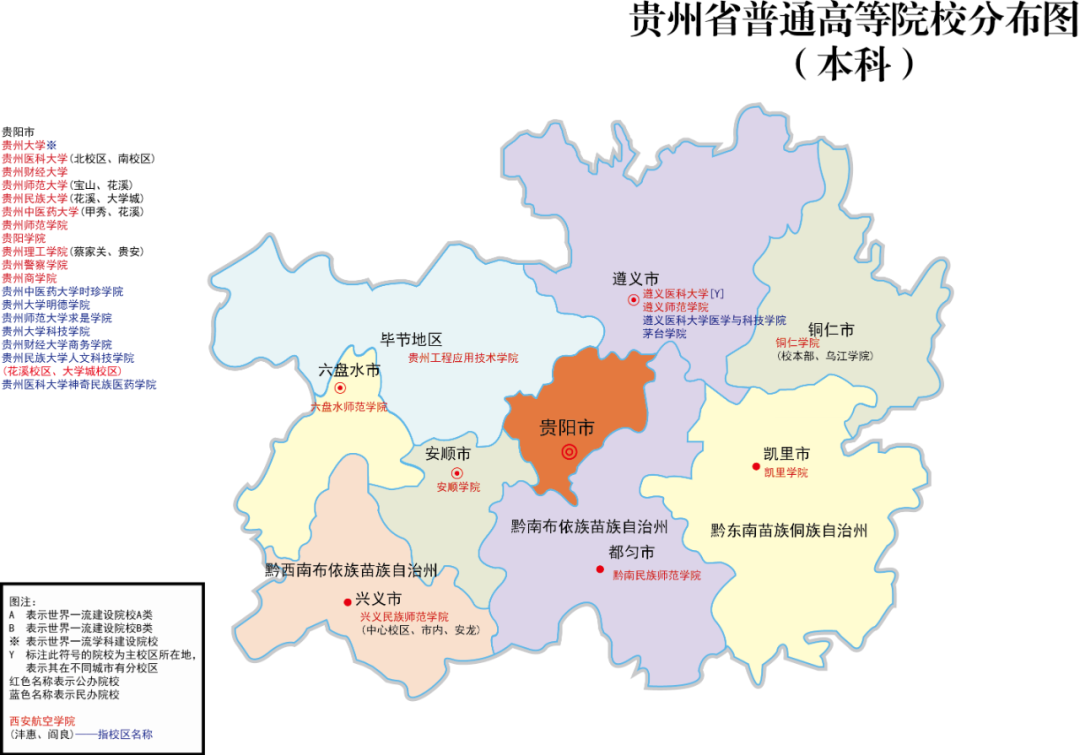 贵州省普通高等院校分布图
（本科）
贵阳市
贵州大学※
贵州医科大学(北校区、南校区)
贵州财经大学
贵州师范大学(宝山、花溪)
贵州民族大学(花溪、大学城)
贵州中医药大学(甲秀、花溪)
贵州师范学院
贵阳学院
贵州理工学院(蔡家关、贵安)
贵州警察学院
贵州商学院
贵州中医药大学时珍学院
贵州大学明德学院
贵州师范大学求是学院
贵州大学科技学院
贵州财经大学商务学院
贵州民族大学人文科技学院
(花溪校区、大学城校区)
贵州医科大学神奇民族医药学院
遵义市
遵义医科大学[Y]
遵义师范学院
遵义医科大学医学与科技学院
茅台学院
铜仁市
铜仁学院
(校本部、乌江学院)
毕节地区
贵州工程应用技术学院
六盘水市
六盘水师范学院
贵阳市
安顺市
安顺学院
凯里市
凯里学院
黔南布依族苗族自治州
都匀市
黔南民族师范学院
黔东南苗族侗族自治州
黔西南布依族苗族自治州
兴义市
兴义民族师范学院
(中心校区、市内、安龙)
图注：
A 表示世界一流建设院校A类
B 表示世界一流建设院校B类
※ 表示世界一流学科建设院校
Y 标注此符号的院校为主校区所在地，
表示其在不同城市有分校区
红色名称表示公办院校
蓝色名称表示民办院校
西安航空学院
(沣惠、阎良)——指校区名称